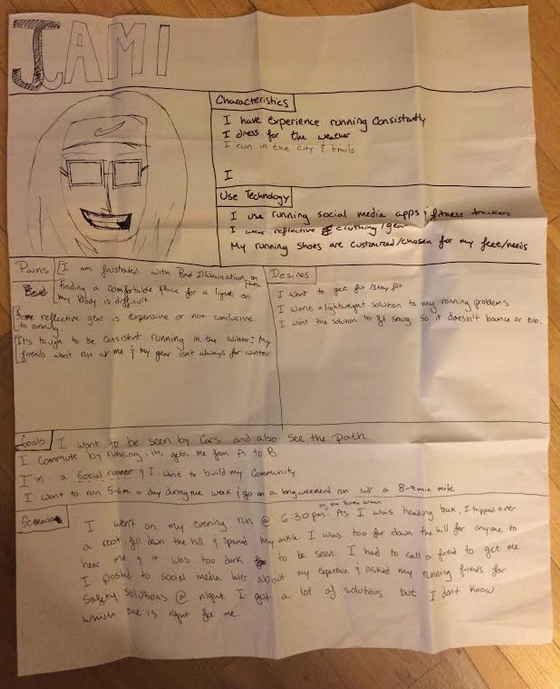 JAMI
Characteristics
I have experience running consistantly
I dress for the weather
I run in the city & trails
I
Use Technology
I use running social media apps & fitness trackers
I wear reflective clothing/gear
My running shoes are customized/chosen for my feet/needs
Pains
I am frustrated with Bad Illumination on Path
Finding a comfortable place for a light on
my body is difficult
Some reflective gear is expensive or not conducive
to running
It's tough to be consistent running in the winter: My
friends wont run w/ me & my gear isn't always for winter
Desires
I want to get fit/stay fit
I want a lightweight solution to my running problems
I want the solution to fit snug so it doesn't bounce or rub.
Goals
I want to be seen by Cars and also see the path.
I commute by running, it gets me from A to B
I'm a Social runner & I want to build my Community
I want to run 5-6m a day during the week & go on a long weekend run w/ a 8-9 min mile
Scenario
I went on my evening run @ 6:30pm. As I was heading back, I tripped over
a root, fell down the hill & sprained my ankle. I was too far down the hill for anyone to
hear me & it was too dark to be seen. I had to call a friend to get me
I posted to social media later about my experience & asked my running friends for
Safety solutions @ night. I got a lot of solutions but I don't know
which one is right for me.